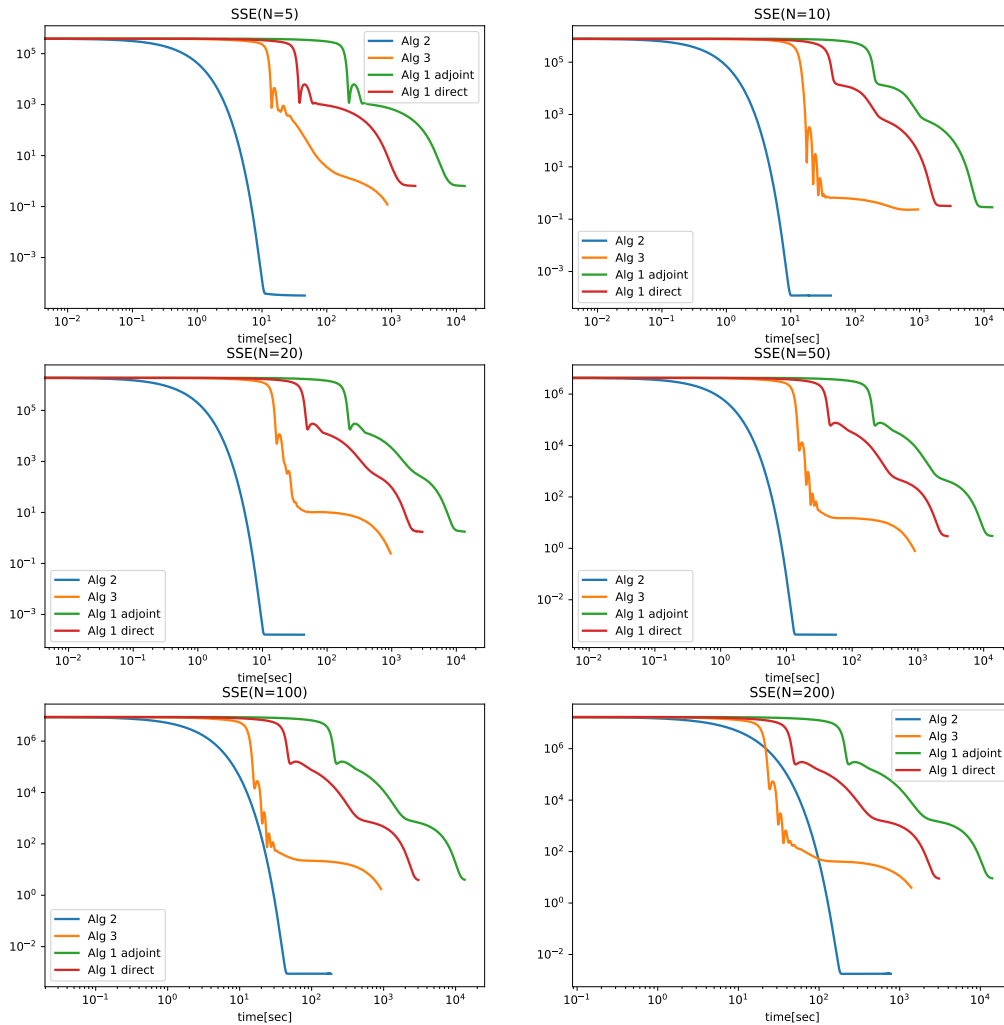 SSE(N=5)
10^5
10^3
10^1
10^−1
10^−3
Alg 2
Alg 3
Alg 1 adjoint
Alg 1 direct
10^−2 10^−1 10^0 10^1 10^2 10^3 10^4
time[sec]
SSE(N=10)
10^5
10^3
10^1
10^−1
10^−3
Alg 2
Alg 3
Alg 1 adjoint
Alg 1 direct
10^−2 10^−1 10^0 10^1 10^2 10^3 10^4
time[sec]
SSE(N=20)
10^5
10^3
10^1
10^−1
10^−3
Alg 2
Alg 3
Alg 1 adjoint
Alg 1 direct
10^−2 10^−1 10^0 10^1 10^2 10^3 10^4
time[sec]
SSE(N=50)
10^6
10^4
10^2
10^0
10^−2
Alg 2
Alg 3
Alg 1 adjoint
Alg 1 direct
10^−2 10^−1 10^0 10^1 10^2 10^3 10^4
time[sec]
SSE(N=100)
10^6
10^4
10^2
10^0
10^−2
Alg 2
Alg 3
Alg 1 adjoint
Alg 1 direct
10^−1 10^0 10^1 10^2 10^3 10^4
time[sec]
SSE(N=200)
10^6
10^4
10^2
10^0
10^−2
Alg 2
Alg 3
Alg 1 adjoint
Alg 1 direct
10^−1 10^0 10^1 10^2 10^3 10^4
time[sec]